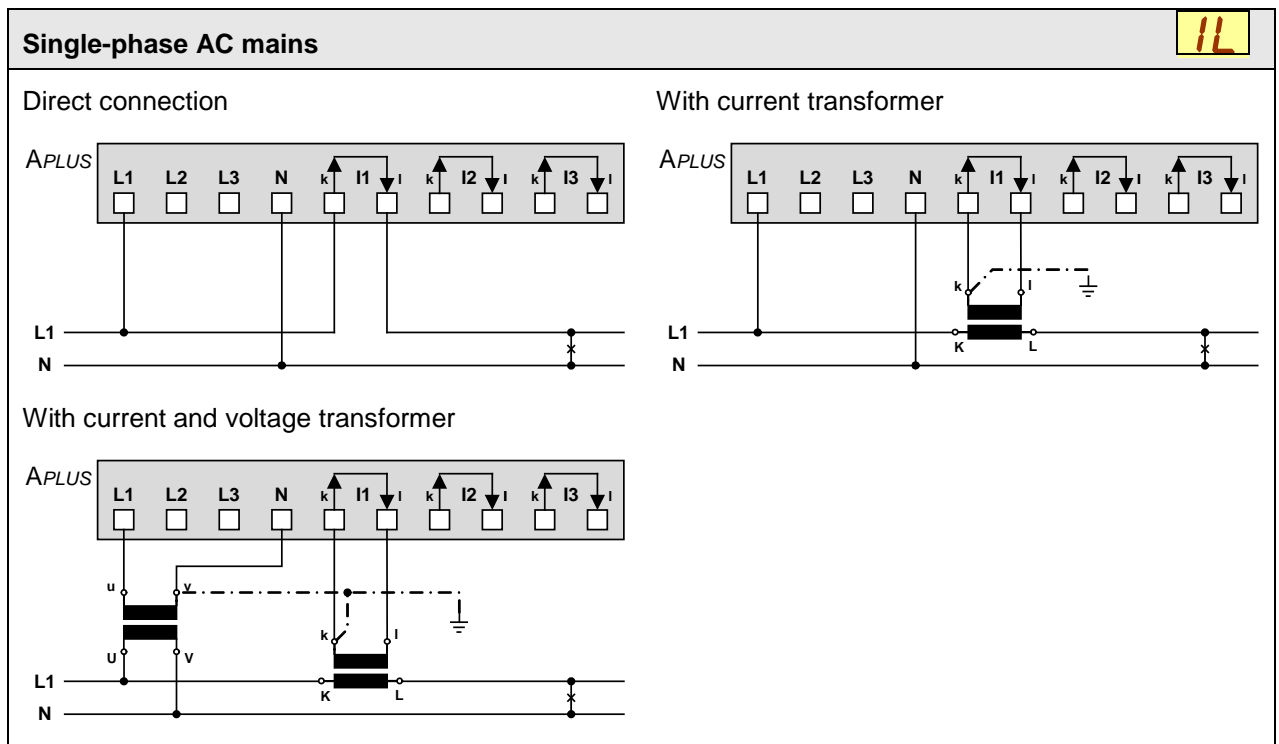 Single-phase AC mains 1L
Direct connection
APLUS
L1 L2 L3 N k I1 l k I2 l k I3 l
L1
N
With current transformer
APLUS
L1 L2 L3 N k I1 l k I2 l k I3 l
k l
L1
K L
N
With current and voltage transformer
APLUS
L1 L2 L3 N k I1 l k I2 l k I3 l
u v
k l
U V
L1
K L
N